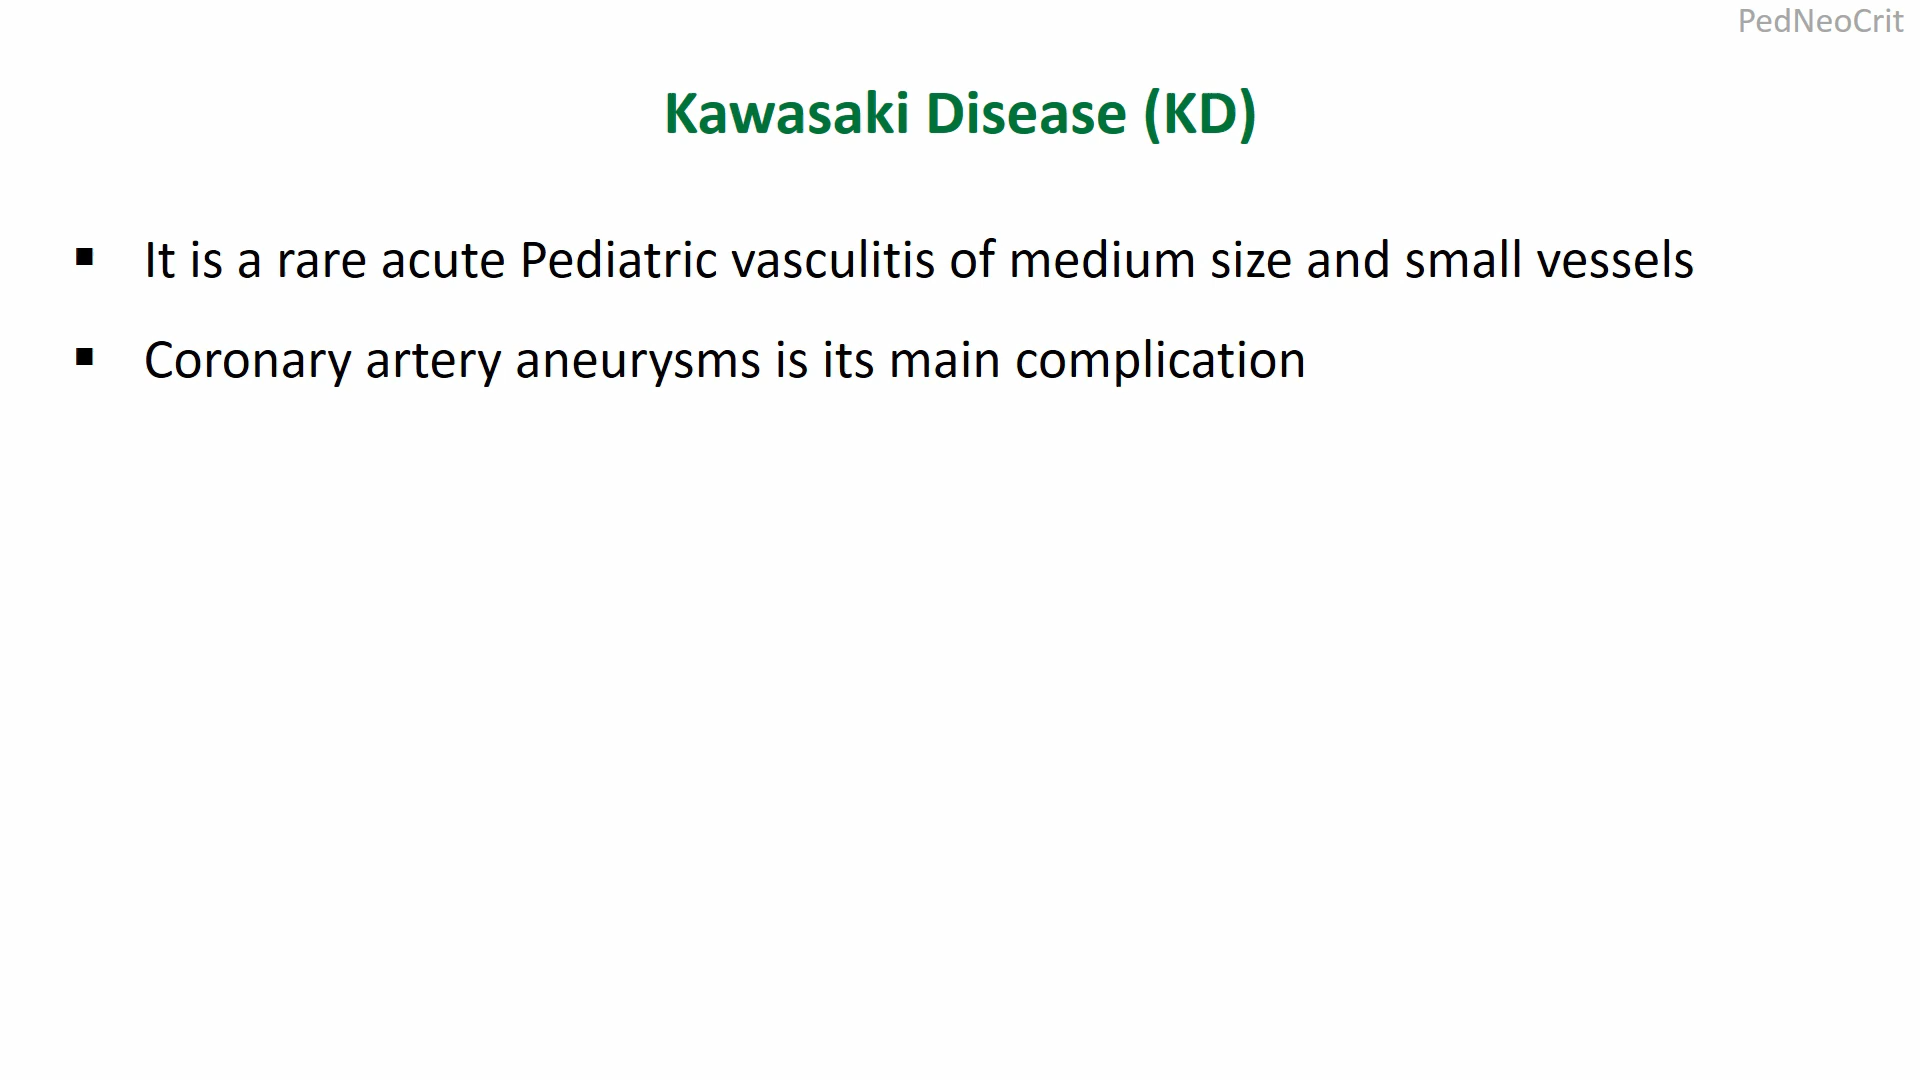 PedNeoCrit
Kawasaki Disease (KD)
▪ It is a rare acute Pediatric vasculitis of medium size and small vessels
▪ Coronary artery aneurysms is its main complication